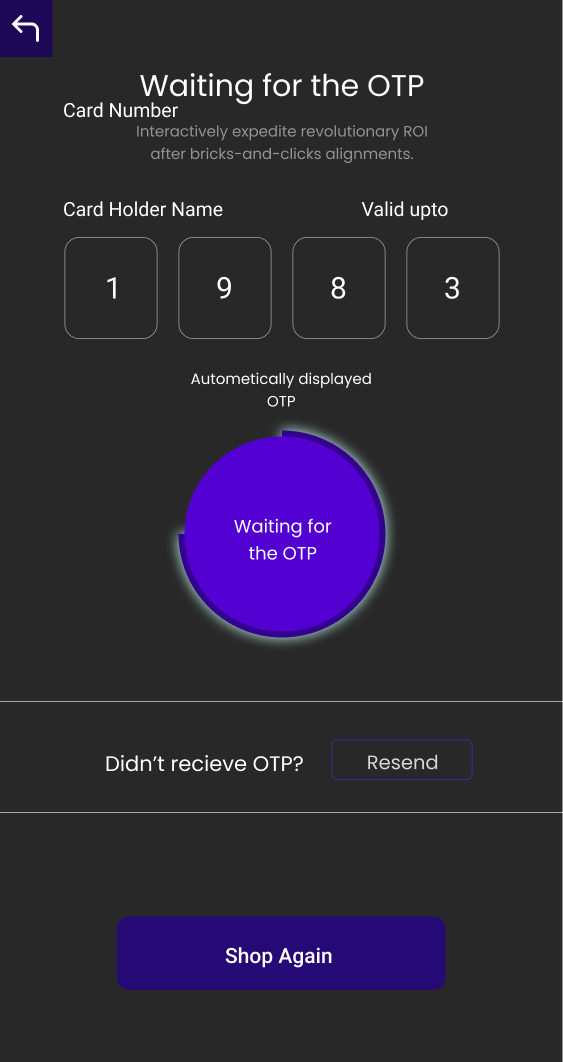 Waiting for the OTP
Card Number
Interactively expedite revolutionary ROI
after bricks-and-clicks alignments.
Card Holder Name Valid upto
1 9 8 3
Autometically displayed
OTP
Waiting for
the OTP
Didn't recieve OTP? Resend
Shop Again